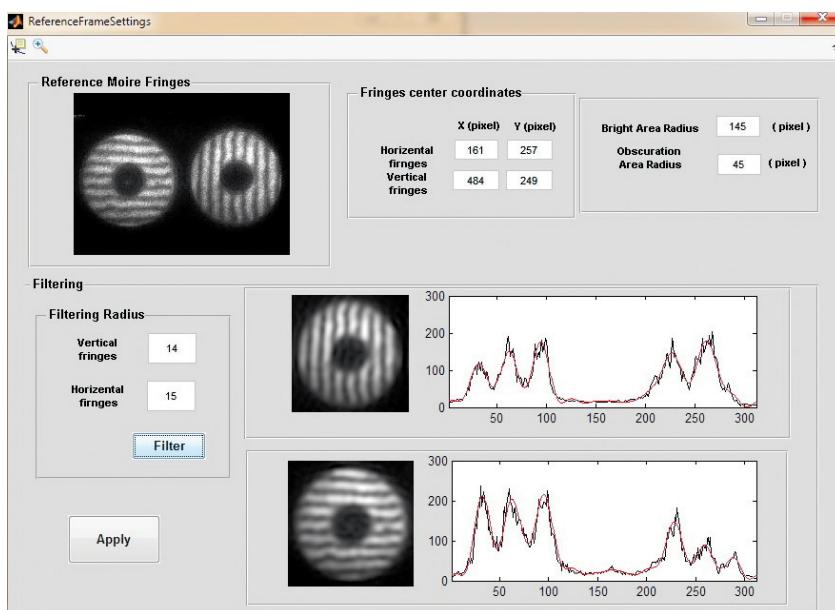 ReferenceFrameSettings
Reference Moire Fringes
Fringes center coordinates
X (pixel) Y (pixel)
Horizental firnges 161 257
Vertical fringes 484 249
Bright Area Radius 145 ( pixel )
Obscuration Area Radius 45 ( pixel )
Filtering
Filtering Radius
Vertical fringes 14
Horizental firnges 15
Filter
Apply
300
200
100
0
50 100 150 200 250 300
300
200
100
0
50 100 150 200 250 300